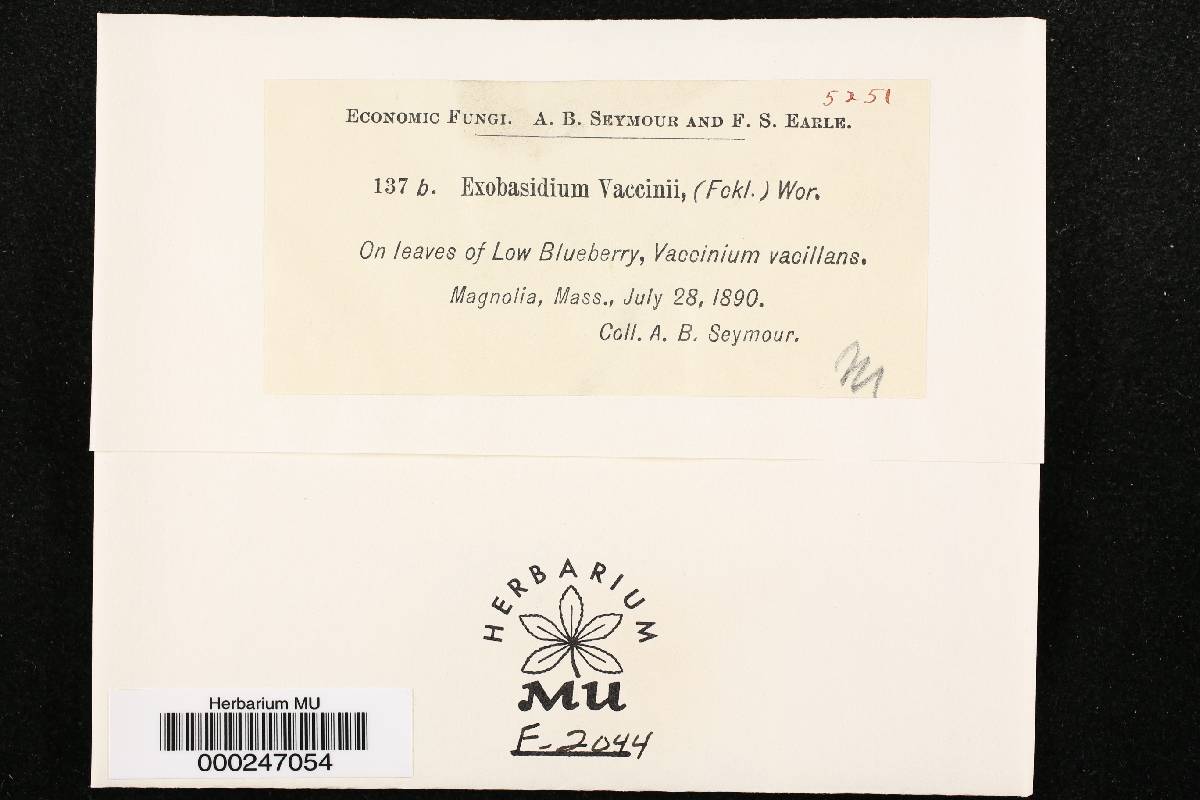 5251
Economic Fungi. A. B. Seymour and F. S. Earle.
137 b. Exobasidium Vaccinii, (Fckl.) Wor.
On leaves of Low Blueberry, Vaccinium vacillans.
Magnolia, Mass., July 28, 1890.
Coll. A. B. Seymour.
HERBARIUM
MU
F-2044
Herbarium MU
000247054